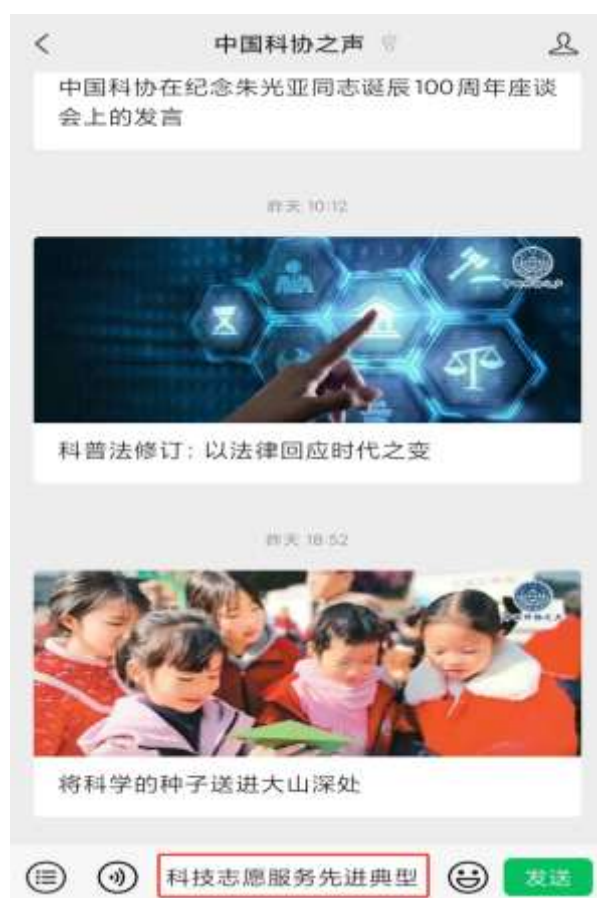 中国科协之声
中国科协在纪念朱光亚同志诞辰100周年座谈
会上的发言
昨天 10:12
科普法修订：以法律回应时代之变
昨天 18:52
将科学的种子送进大山深处
科技志愿服务先进典型
发送